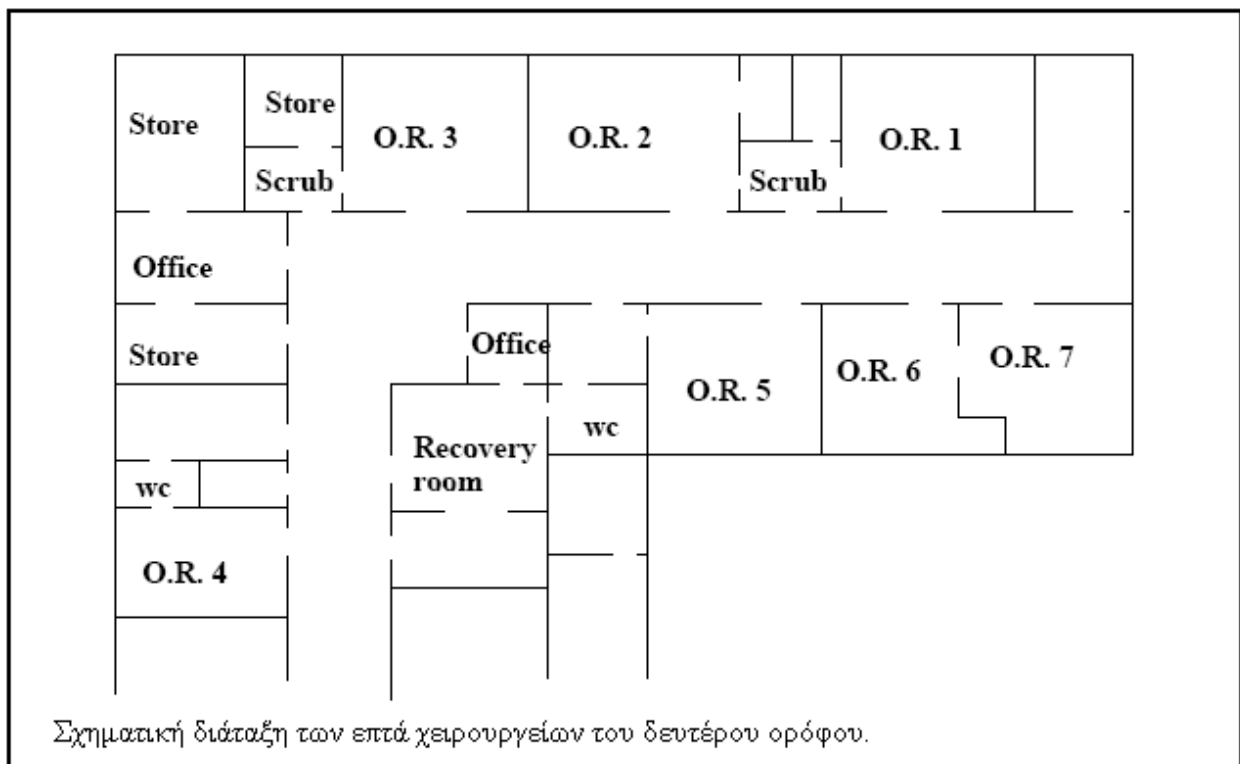 Store
Store
O.R. 3
O.R. 2
O.R. 1
Scrub
Scrub
Office
Store
Office
O.R. 5
O.R. 6
O.R. 7
wc
Recovery
room
wc
O.R. 4
Σχηματική διάταξη των επτά χειρουργείων του δευτέρου ορόφου.